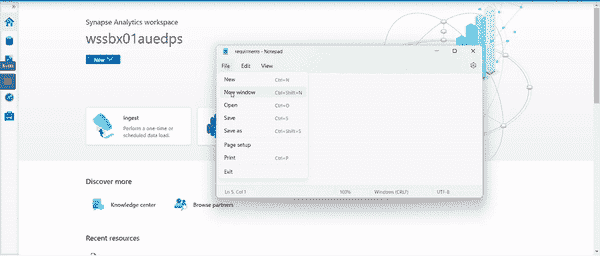 Synapse Analytics workspace
wssbx01auedps
New
Ingest
Perform a one-time or
scheduled data load.
Discover more
Knowledge center
Browse partners
Recent resources
- Notepad
File Edit View
New Ctrl+N
New window Ctrl+Shift+N
Open Ctrl+O
Save Ctrl+S
Save as Ctrl+Shift+S
Page setup
Print Ctrl+P
Exit
Ln 5, Col 1 100% Windows (CRLF) UTF-8